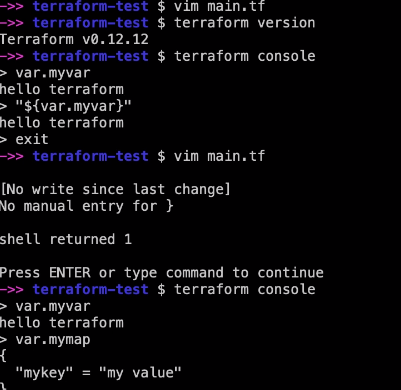 ->> terraform-test $ vim main.tf
->> terraform-test $ terraform version
Terraform v0.12.12
->> terraform-test $ terraform console
> var.myvar
hello terraform
> "${var.myvar}"
hello terraform
> exit
->> terraform-test $ vim main.tf
[No write since last change]
No manual entry for }
shell returned 1
Press ENTER or type command to continue
->> terraform-test $ terraform console
> var.myvar
hello terraform
> var.mymap
{
"mykey" = "my value"
}